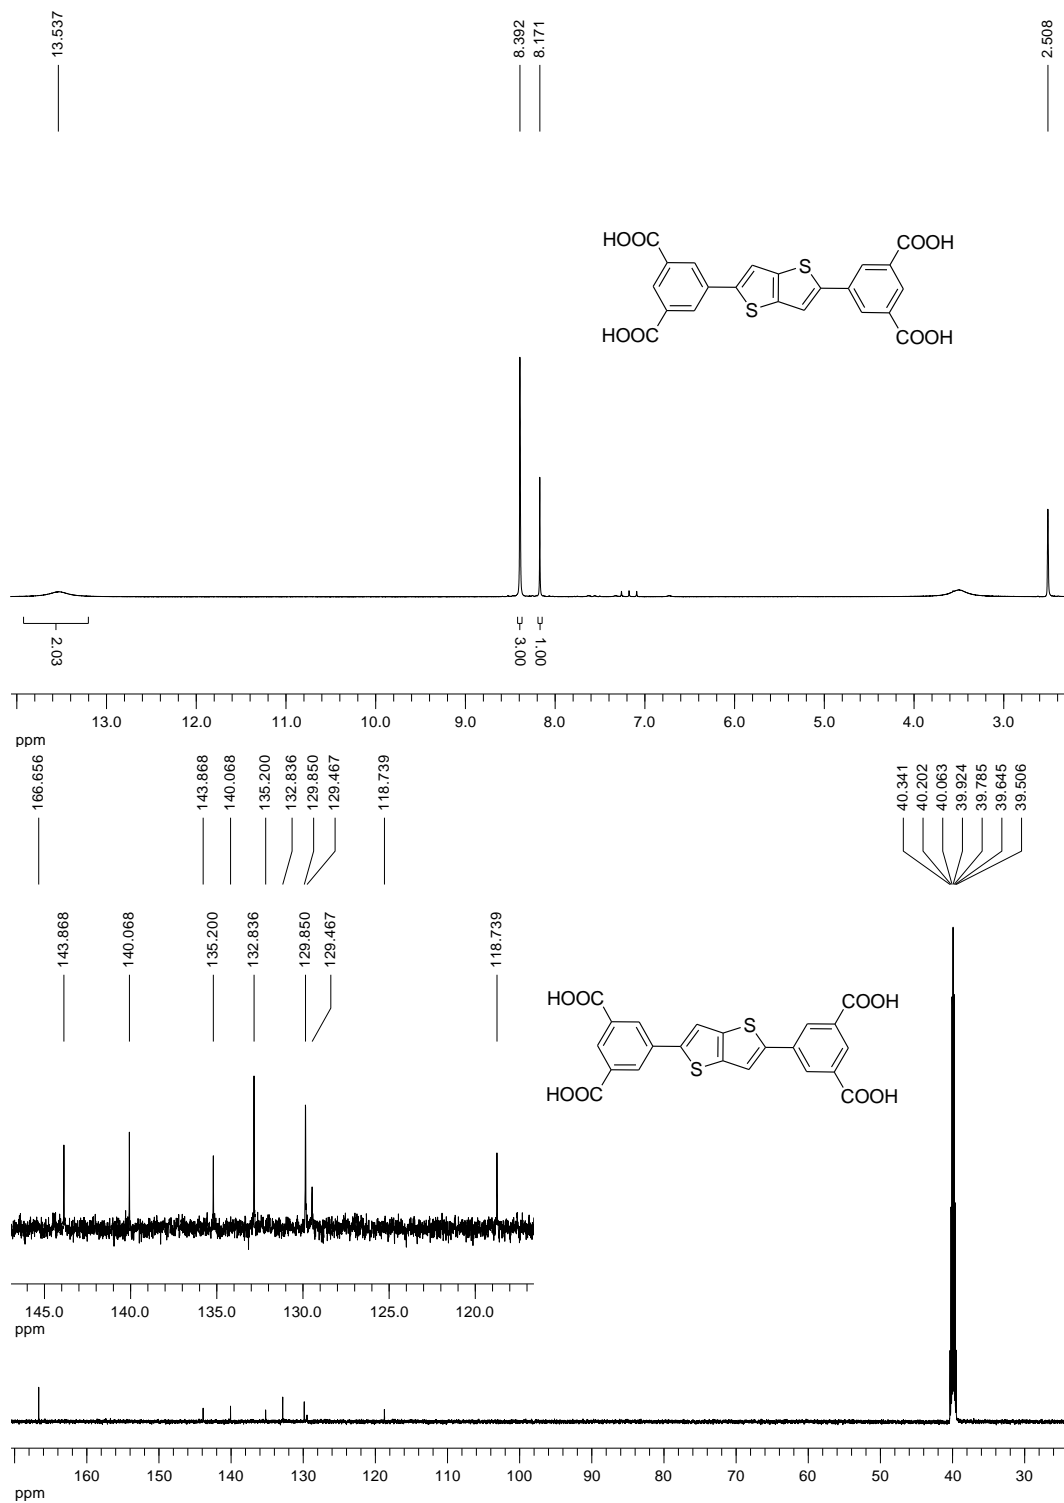 13.537
8.392
8.171
2.508
HOOC
COOH
S
S
HOOC
COOH
2.03
3.00
1.00
13.0 12.0 11.0 10.0 9.0 8.0 7.0 6.0 5.0 4.0 3.0
ppm
166.656
143.868
140.068
135.200
132.836
129.850
129.467
118.739
40.341
40.202
40.063
39.924
39.785
39.645
39.506
143.868
140.068
135.200
132.836
129.850
129.467
118.739
HOOC
COOH
S
S
HOOC
COOH
145.0 140.0 135.0 130.0 125.0 120.0
ppm
160 150 140 130 120 110 100 90 80 70 60 50 40 30
ppm